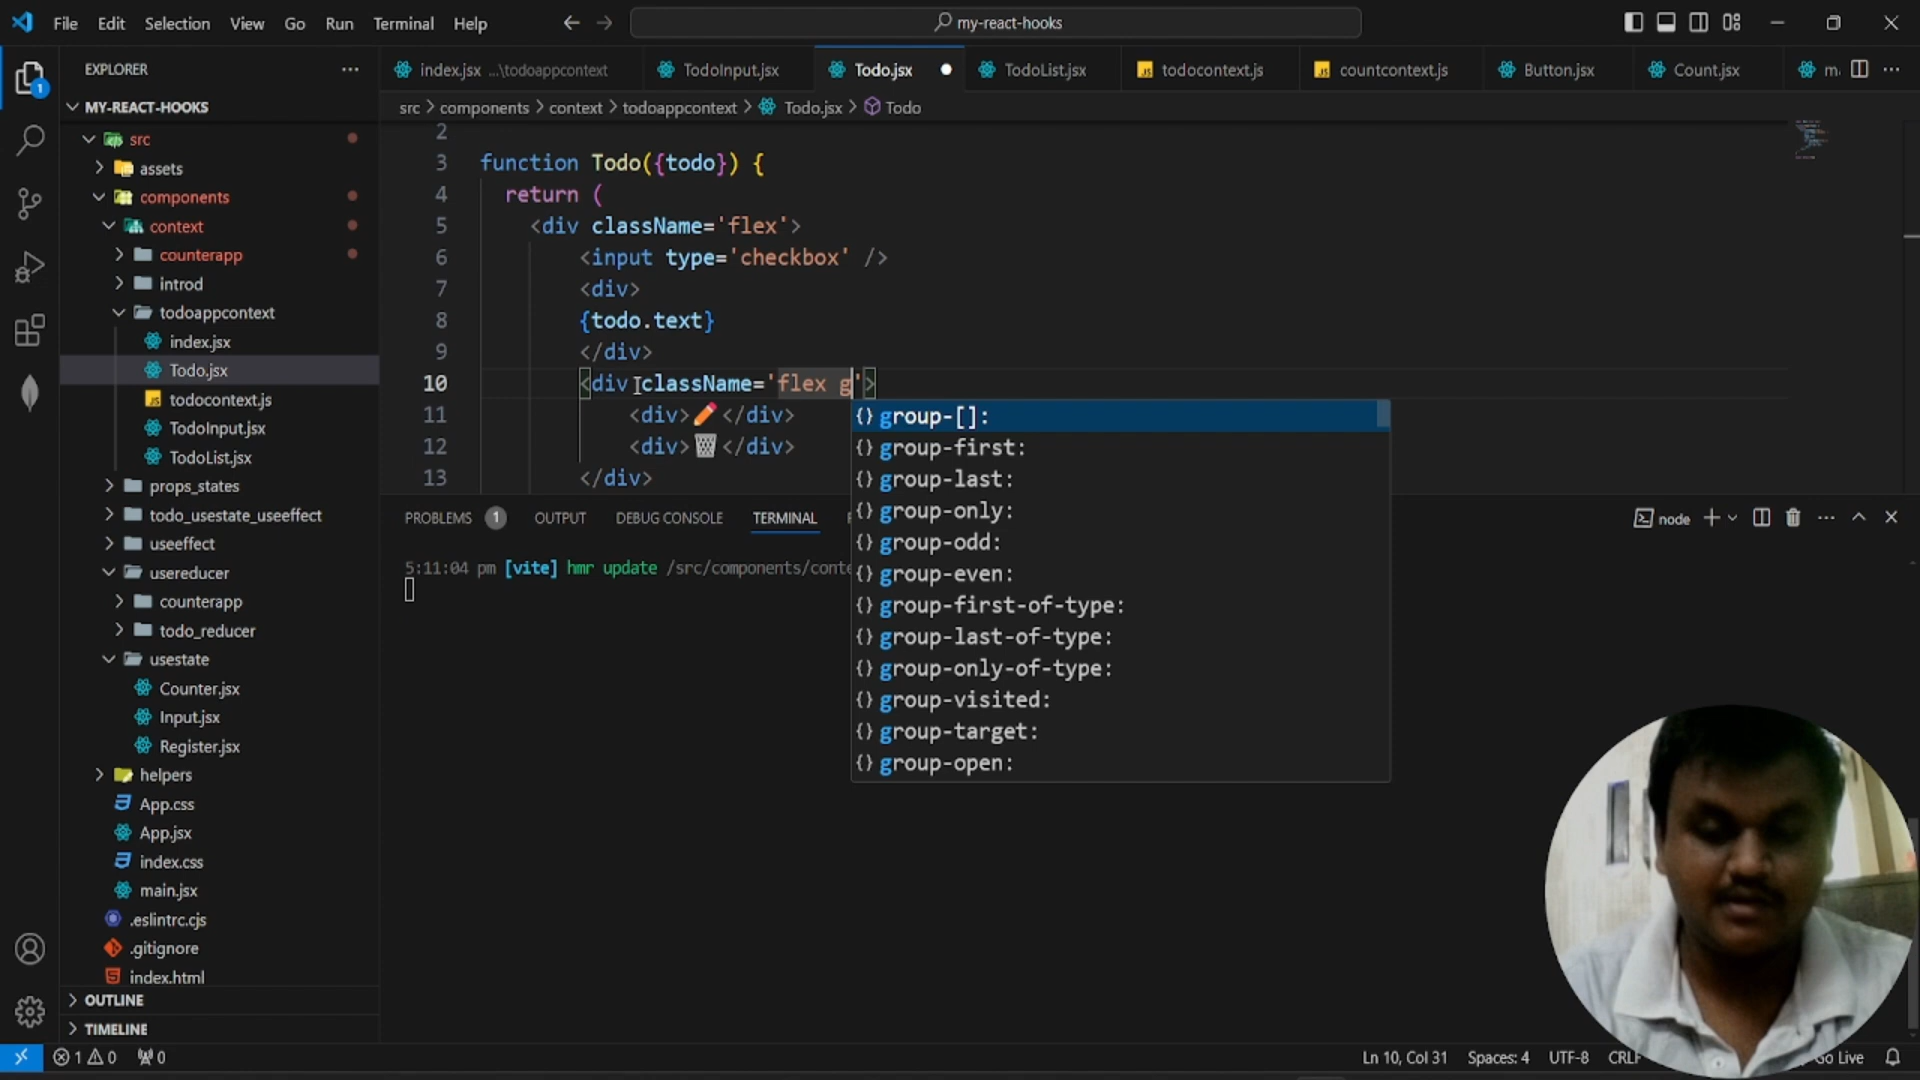 File Edit Selection View Go Run Terminal Help
my-react-hooks
EXPLORER
MY-REACT-HOOKS
src
assets
components
context
counterapp
introd
todoappcontext
index.jsx
Todo.jsx
todocontext.js
TodoInput.jsx
TodoList.jsx
props_states
todo_usestate_useeffect
useeffect
usereducer
counterapp
todo_reducer
usestate
Counter.jsx
Input.jsx
Register.jsx
helpers
App.css
App.jsx
index.css
main.jsx
.eslintrc.cjs
.gitignore
index.html
OUTLINE
TIMELINE
index.jsx ...\todoappcontext TodoInput.jsx Todo.jsx TodoList.jsx todocontext.js countcontext.js Button.jsx Count.jsx
src > components > context > todoappcontext > Todo.jsx > Todo
2
3 function Todo({todo}) {
4 return (
5 <div className='flex'>
6 <input type='checkbox' />
7 <div>
8 {todo.text}
9 </div>
10 <div className='flex g'>
11 <div>✏️</div>
12 <div>🗑️</div>
13 </div>
group-[]:
group-first:
group-last:
group-only:
group-odd:
group-even:
group-first-of-type:
group-last-of-type:
group-only-of-type:
group-visited:
group-target:
group-open:
PROBLEMS 1 OUTPUT DEBUG CONSOLE TERMINAL
node
5:11:04 pm [vite] hmr update /src/components/conte
1
1 0 0
Ln 10, Col 31 Spaces: 4 UTF-8 CRLF Go Live